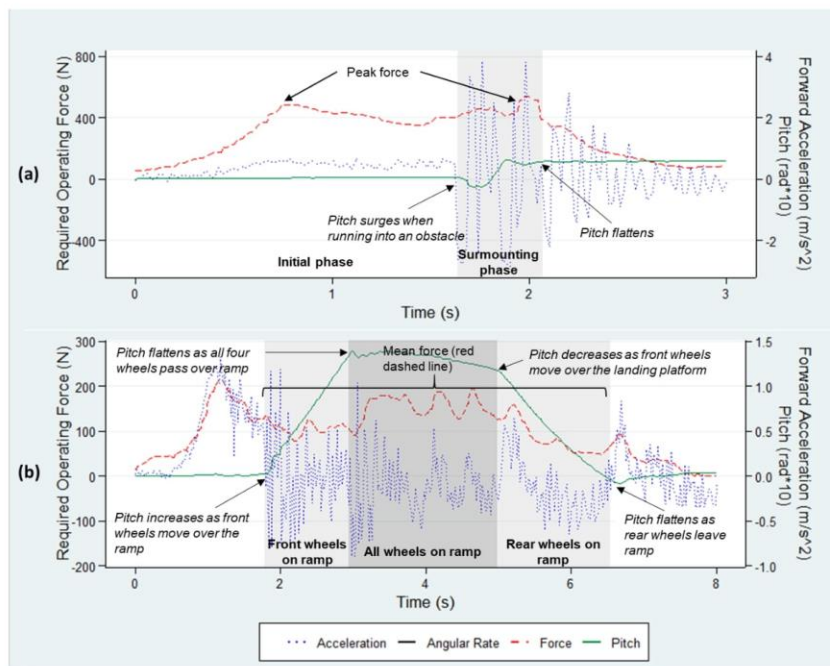 (a)
Required Operating Force (N)
800
400
0
-400
Peak force
Pitch surges when
running into an obstacle
Initial phase
Surmounting
phase
Pitch flattens
4
2
0
-2
Forward Acceleration (m/s^2)
Pitch (rad*10)
0
1
2
3
Time (s)
(b)
Required Operating Force (N)
300
200
100
0
-100
-200
Pitch flattens as all four
wheels pass over ramp
Mean force (red
dashed line)
Pitch decreases as front wheels
move over the landing platform
Pitch increases as front
wheels move over the
ramp
Front wheels
on ramp
All wheels on ramp
Rear wheels on
ramp
Pitch flattens as
rear wheels leave
ramp
1.5
1.0
0.5
0.0
-0.5
-1.0
Forward Acceleration (m/s^2)
Pitch (rad*10)
0
2
4
6
8
Time (s)
Acceleration
Angular Rate
Force
Pitch